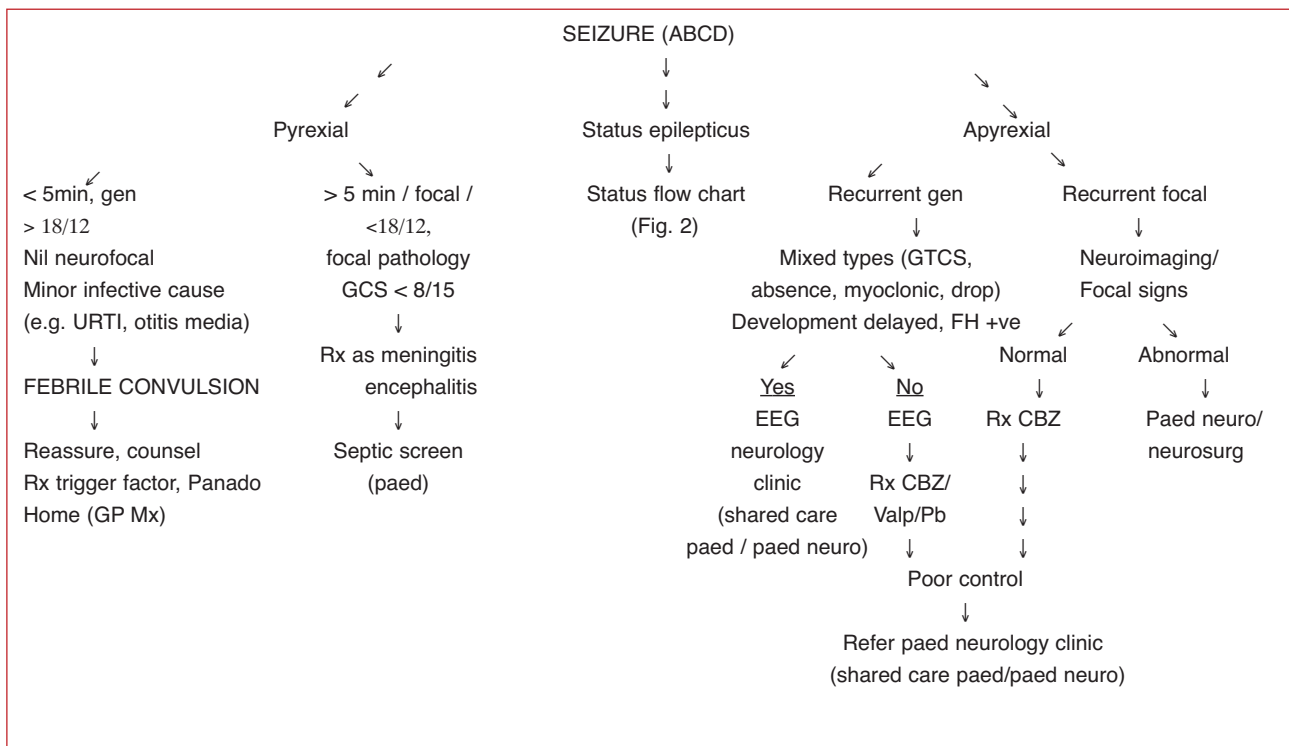 SEIZURE (ABCD)
Pyrexial
Status epilepticus
Apyrexial
< 5min, gen
> 18/12
Nil neurofocal
Minor infective cause
(e.g. URTI, otitis media)
FEBRILE CONVULSION
Reassure, counsel
Rx trigger factor, Panado
Home (GP Mx)
> 5 min / focal /
<18/12,
focal pathology
GCS < 8/15
Rx as meningitis
encephalitis
Septic screen
(paed)
Status flow chart
(Fig. 2)
Recurrent gen
Mixed types (GTCS,
absence, myoclonic, drop)
Development delayed, FH +ve
Yes
EEG
neurology
clinic
(shared care
paed / paed neuro)
No
EEG
Rx CBZ/
Valp/Pb
Recurrent focal
Neuroimaging/
Focal signs
Normal
Rx CBZ
Abnormal
Paed neuro/
neurosurg
Poor control
Refer paed neurology clinic
(shared care paed/paed neuro)